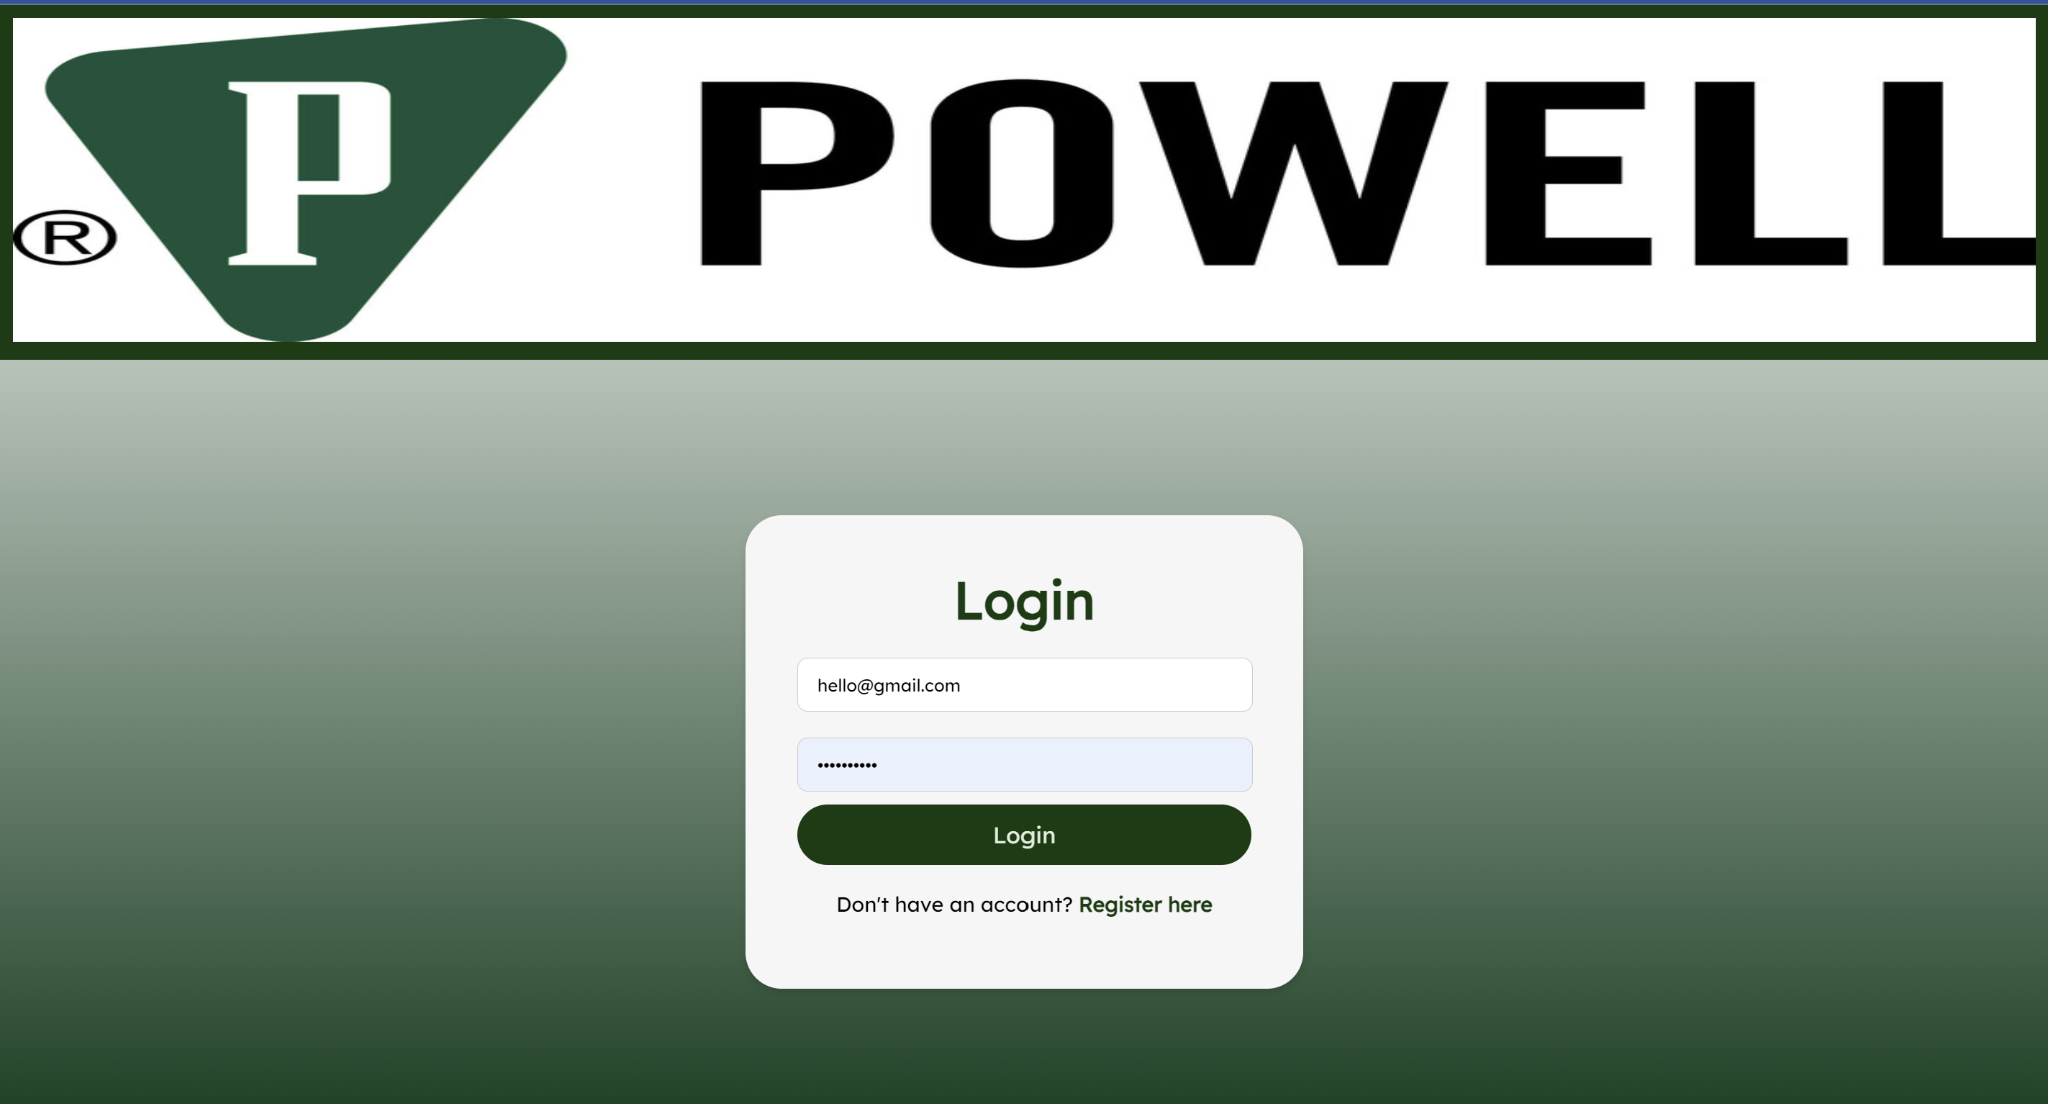 P POWELL
®
Login
hello@gmail.com
••••••••••
Login
Don't have an account? Register here